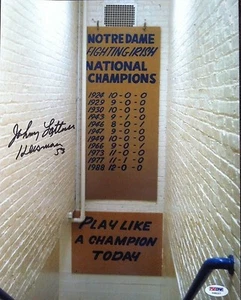 NOTRE DAME
FIGHTING IRISH
NATIONAL
CHAMPIONS
1924 10-0-0
1929 9-0-0
1930 10-0-0
1943 9-1-0
1946 8-0-1
1947 9-0-0
1949 10-0-0
1966 9-0-1
1973 11-0-0
1977 11-1-0
1988 12-0-0
Johnny Lattner
Heisman
53
PLAY LIKE
A CHAMPION
TODAY